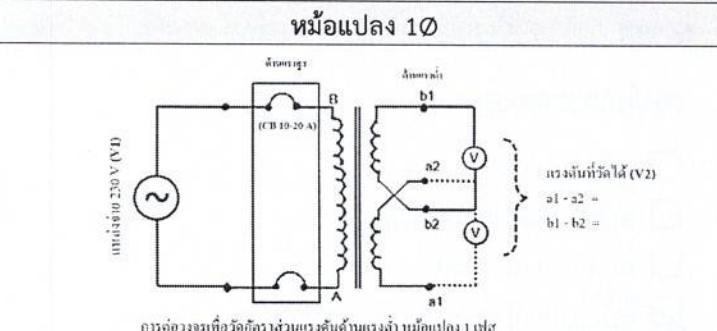 หม้อแปลง 1Ø
ด้านแรงสูง
ด้านแรงต่ำ
B
b1
(CB 10-20 A)
V
a2
แรงดันที่วัดได้ (V2)
แหล่งจ่าย 230 V (V1)
a1 - a2 =
b2
b1 - b2 =
V
A
a1
การต่อวงจรเพื่อวัดอัตราส่วนแรงดันด้านแรงต่ำ หม้อแปลง 1 เฟส